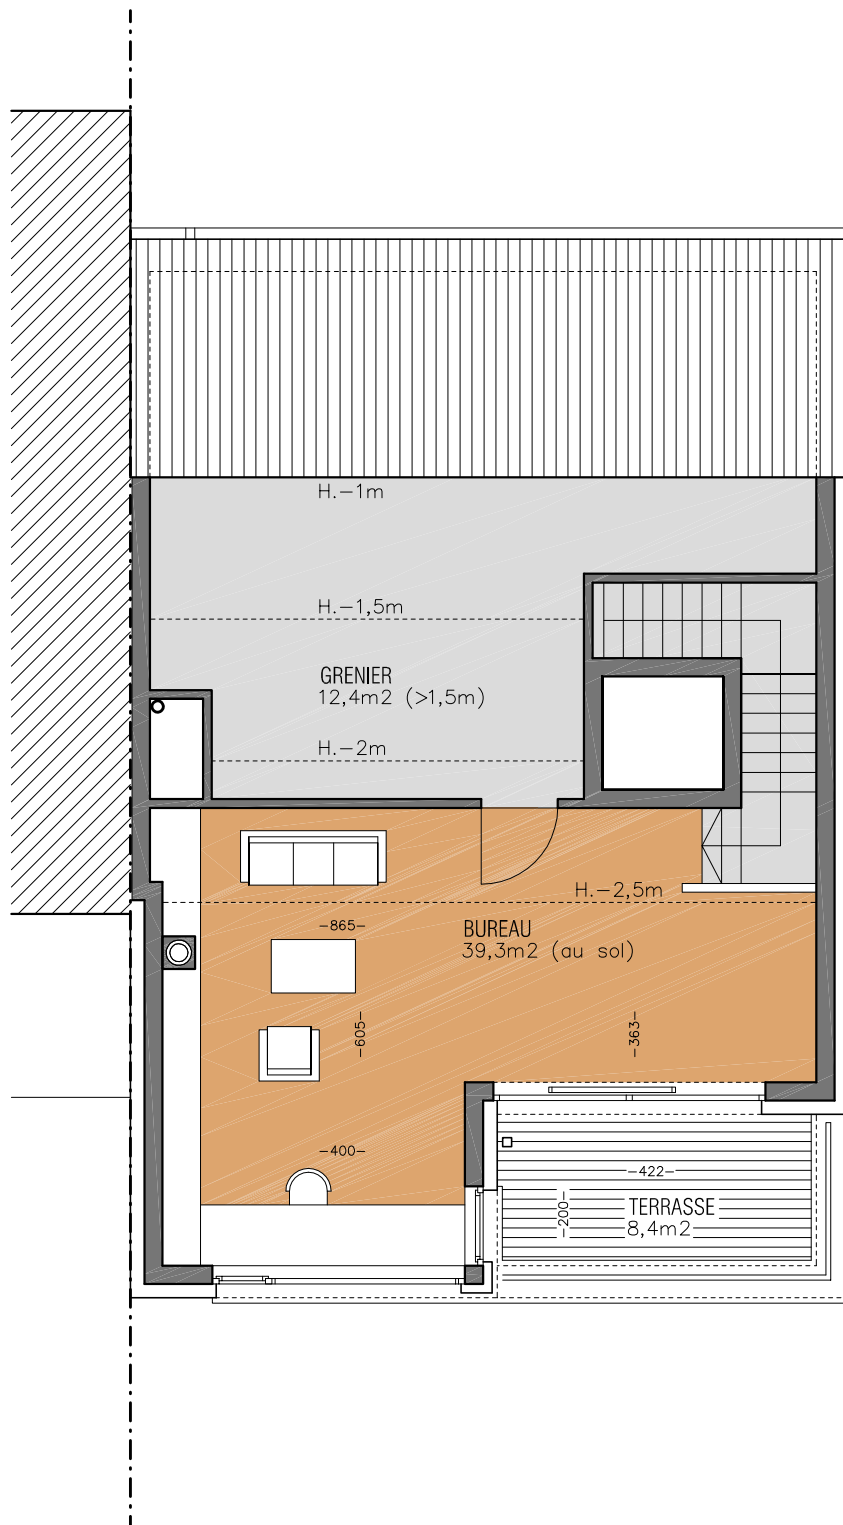 H.-1m
H.-1,5m
GRENIER
12,4m2 (>1,5m)
H.-2m
H.-2,5m
-865-
BUREAU
39,3m2 (au sol)
-605-
-363-
-400-
-422-
-200-
TERRASSE
8,4m2